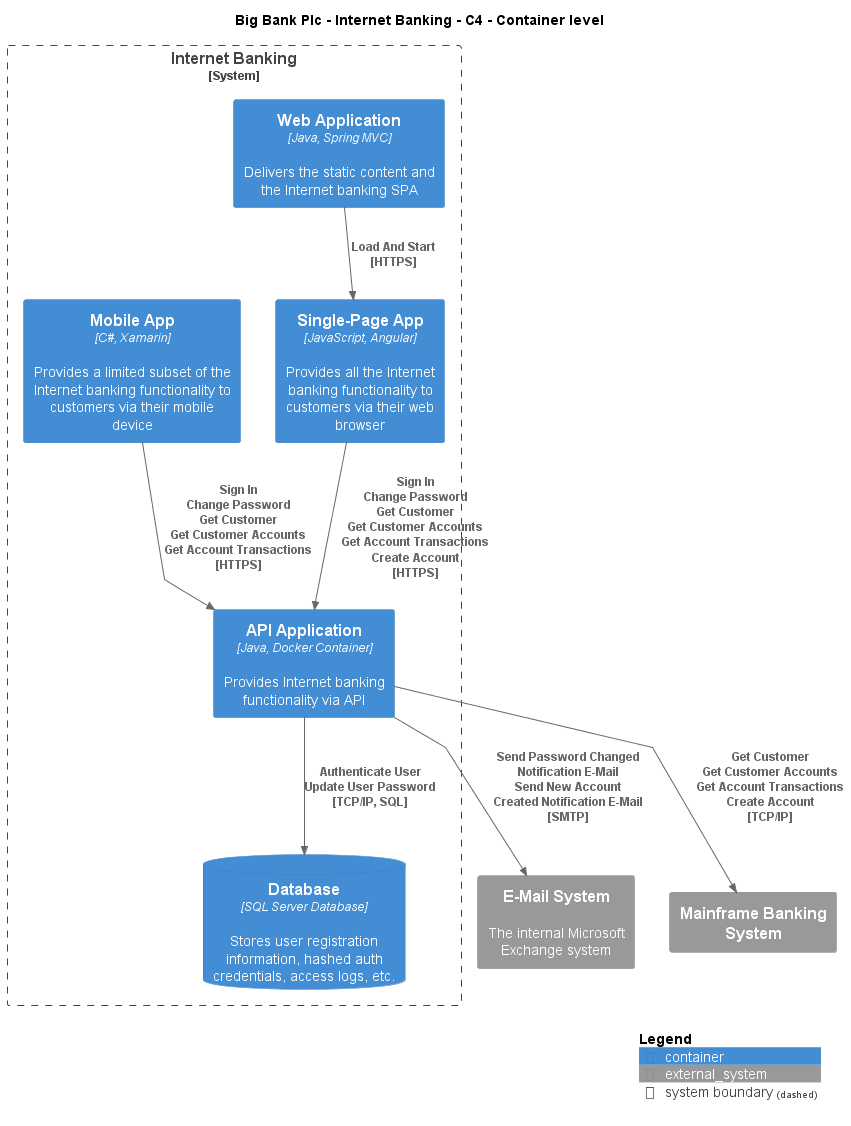 Big Bank Plc - Internet Banking - C4 - Container level
Internet Banking
[System]
Web Application
[Java, Spring MVC]
Delivers the static content and
the Internet banking SPA
Load And Start
[HTTPS]
Mobile App
[C#, Xamarin]
Provides a limited subset of the
Internet banking functionality to
customers via their mobile
device
Single-Page App
[JavaScript, Angular]
Provides all the Internet
banking functionality to
customers via their web
browser
Sign In
Change Password
Get Customer
Get Customer Accounts
Get Account Transactions
[HTTPS]
Sign In
Change Password
Get Customer
Get Customer Accounts
Get Account Transactions
Create Account
[HTTPS]
API Application
[Java, Docker Container]
Provides Internet banking
functionality via API
Authenticate User
Update User Password
[TCP/IP, SQL]
Send Password Changed
Notification E-Mail
Send New Account
Created Notification E-Mail
[SMTP]
Get Customer
Get Customer Accounts
Get Account Transactions
Create Account
[TCP/IP]
Database
[SQL Server Database]
Stores user registration
information, hashed auth
credentials, access logs, etc.
E-Mail System
The internal Microsoft
Exchange system
Mainframe Banking
System
Legend
container
external_system
system boundary (dashed)